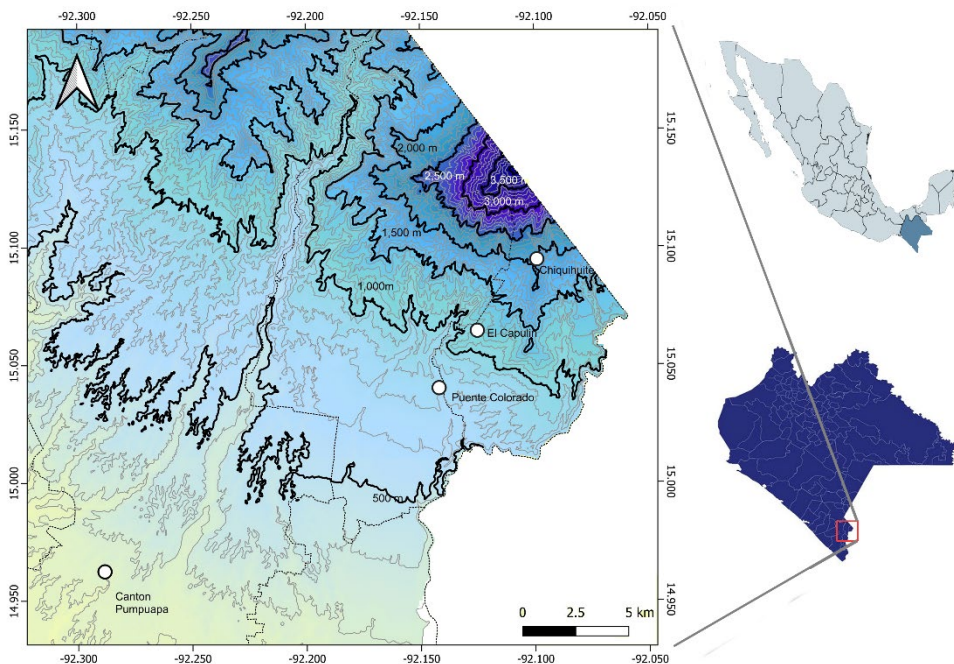 -92.300 -92.250 -92.200 -92.150 -92.100 -92.050
15.150
15.100
15.050
15.000
14.950
2,000 m
2,500 m
3,500 m
3,000 m
1,500 m
Chiquihuite
1,000m
El Capulin
Puente Colorado
500 m
Canton
Pumpuapa
0 2.5 5 km
15.150
15.100
15.050
15.000
14.950
-92.300 -92.250 -92.200 -92.150 -92.100 -92.050